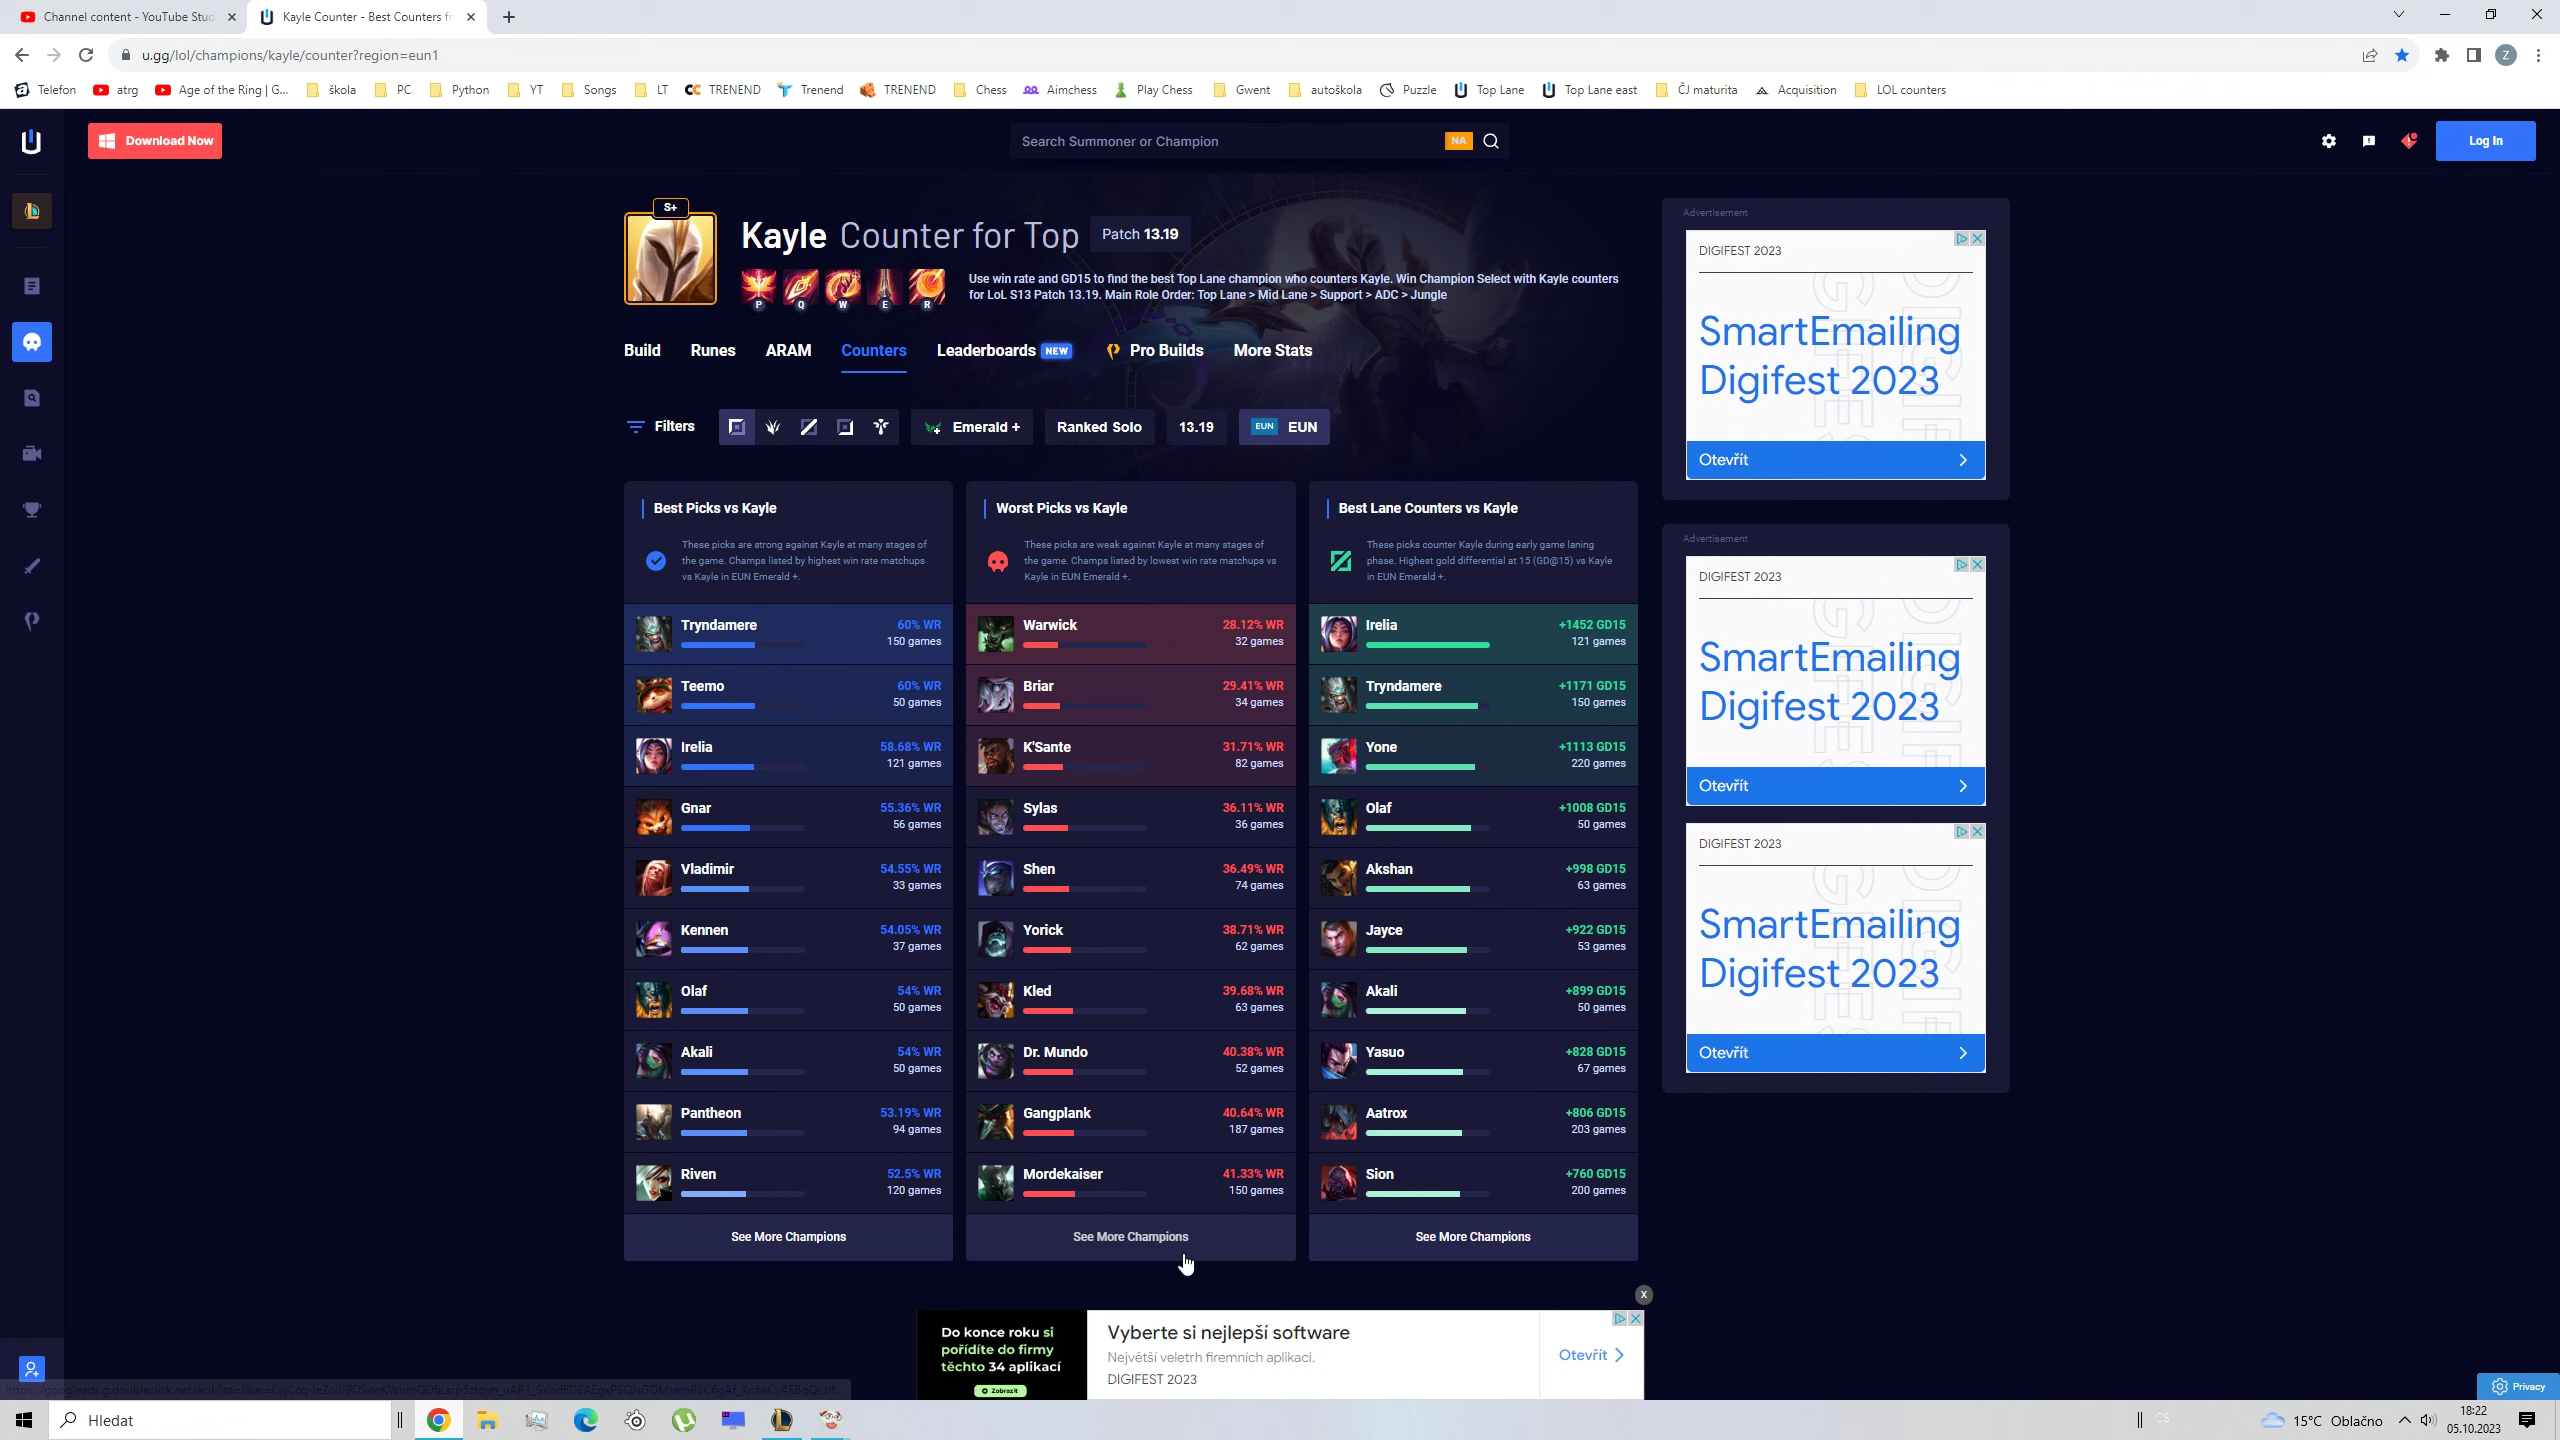 Channel content - YouTube Stu
Kayle Counter - Best Counters fr
u.gg/lol/champions/kayle/counter?region=eun1
Z
Telefon
atrg
Age of the Ring | G...
škola
PC
Python
YT
Songs
LT
TRENEND
Trenend
TRENEND
Chess
Aimchess
Play Chess
Gwent
autoškola
Puzzle
Top Lane
Top Lane east
ČJ maturita
Acquisition
LOL counters
Download Now
Search Summoner or Champion
NA
Log In
S+
Kayle Counter for Top
Patch 13.19
P
Q
W
E
R
Use win rate and GD15 to find the best Top Lane champion who counters Kayle. Win Champion Select with Kayle counters
for LoL S13 Patch 13.19. Main Role Order: Top Lane > Mid Lane > Support > ADC > Jungle
Build
Runes
ARAM
Counters
Leaderboards NEW
Pro Builds
More Stats
Filters
Emerald +
Ranked Solo
13.19
EUN EUN
Best Picks vs Kayle
These picks are strong against Kayle at many stages of
the game. Champs listed by highest win rate matchups
vs Kayle in EUN Emerald +.
Tryndamere 60% WR
150 games
Teemo 60% WR
50 games
Irelia 58.68% WR
121 games
Gnar 55.36% WR
56 games
Vladimir 54.55% WR
33 games
Kennen 54.05% WR
37 games
Olaf 54% WR
50 games
Akali 54% WR
50 games
Pantheon 53.19% WR
94 games
Riven 52.5% WR
120 games
See More Champions
Worst Picks vs Kayle
These picks are weak against Kayle at many stages of
the game. Champs listed by lowest win rate matchups vs
Kayle in EUN Emerald +.
Warwick 28.12% WR
32 games
Briar 29.41% WR
34 games
K'Sante 31.71% WR
82 games
Sylas 36.11% WR
36 games
Shen 36.49% WR
74 games
Yorick 38.71% WR
62 games
Kled 39.68% WR
63 games
Dr. Mundo 40.38% WR
52 games
Gangplank 40.64% WR
187 games
Mordekaiser 41.33% WR
150 games
See More Champions
Best Lane Counters vs Kayle
These picks counter Kayle during early game laning
phase. Highest gold differential at 15 (GD@15) vs Kayle
in EUN Emerald +.
Irelia +1452 GD15
121 games
Tryndamere +1171 GD15
150 games
Yone +1113 GD15
220 games
Olaf +1008 GD15
50 games
Akshan +998 GD15
63 games
Jayce +922 GD15
53 games
Akali +899 GD15
50 games
Yasuo +828 GD15
67 games
Aatrox +806 GD15
203 games
Sion +760 GD15
200 games
See More Champions
Advertisement
DIGIFEST 2023
SmartEmailing
Digifest 2023
Otevřít
Advertisement
DIGIFEST 2023
SmartEmailing
Digifest 2023
Otevřít
DIGIFEST 2023
SmartEmailing
Digifest 2023
Otevřít
x
Do konce roku si
pořídíte do firmy
těchto 34 aplikací
Zobrazit
Vyberte si nejlepší software
Největší veletrh firemních aplikací.
DIGIFEST 2023
Otevřít
Privacy
Hledat
CS
15°C Oblačno
18:22
05.10.2023